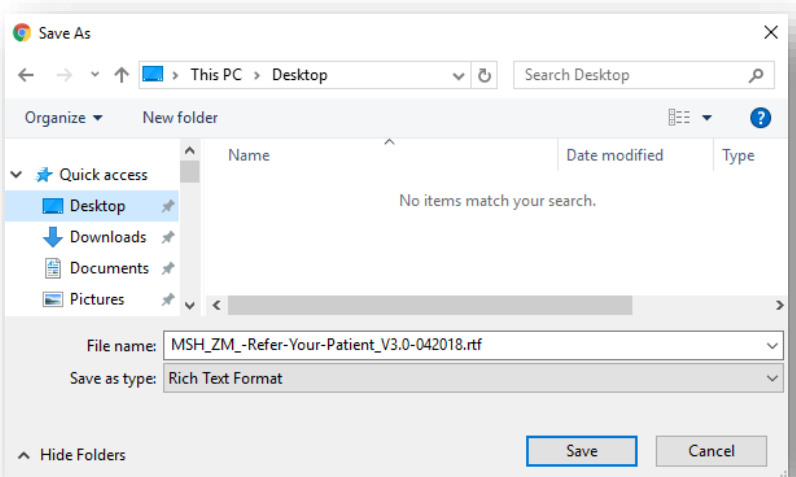 Save As
This PC > Desktop
Search Desktop
Organize
New folder
Name
Date modified
Type
Quick access
No items match your search.
Desktop
Downloads
Documents
Pictures
File name: MSH_ZM_-Refer-Your-Patient_V3.0-042018.rtf
Save as type: Rich Text Format
Hide Folders
Save
Cancel